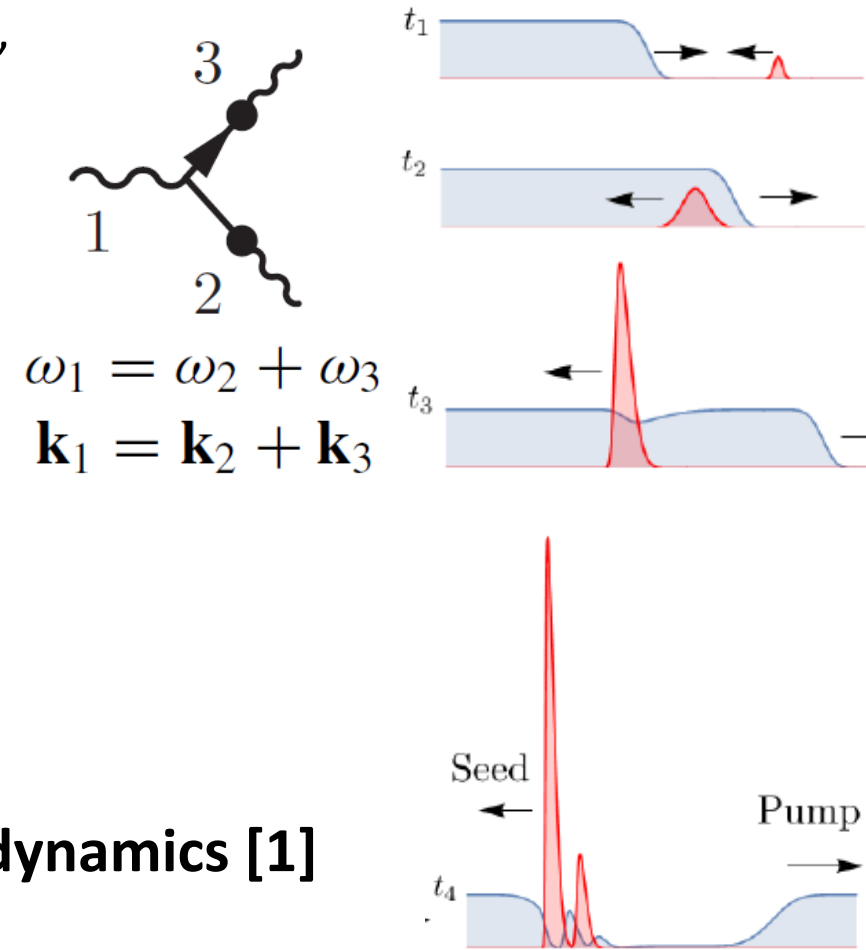 ,
3
1
2
ω₁ = ω₂ + ω₃
k₁ = k₂ + k₃
dynamics [1]
t₁
t₂
t₃
t₄
Seed
Pump